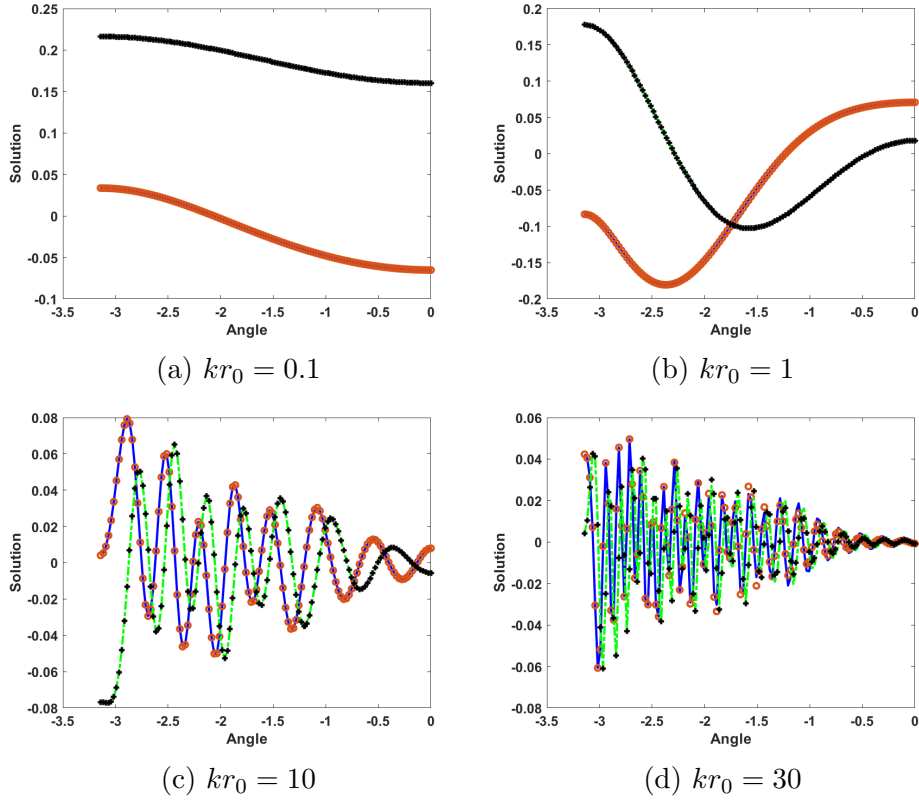 0.25
0.2
0.15
0.1
0.05
0
-0.05
-0.1
Solution
-3.5 -3 -2.5 -2 -1.5 -1 -0.5 0
Angle
(a) kr₀ = 0.1
0.2
0.15
0.1
0.05
0
-0.05
-0.1
-0.15
-0.2
Solution
-3.5 -3 -2.5 -2 -1.5 -1 -0.5 0
Angle
(b) kr₀ = 1
0.08
0.06
0.04
0.02
0
-0.02
-0.04
-0.06
-0.08
Solution
-3.5 -3 -2.5 -2 -1.5 -1 -0.5 0
Angle
(c) kr₀ = 10
0.06
0.04
0.02
0
-0.02
-0.04
-0.06
-0.08
Solution
-3.5 -3 -2.5 -2 -1.5 -1 -0.5 0
Angle
(d) kr₀ = 30